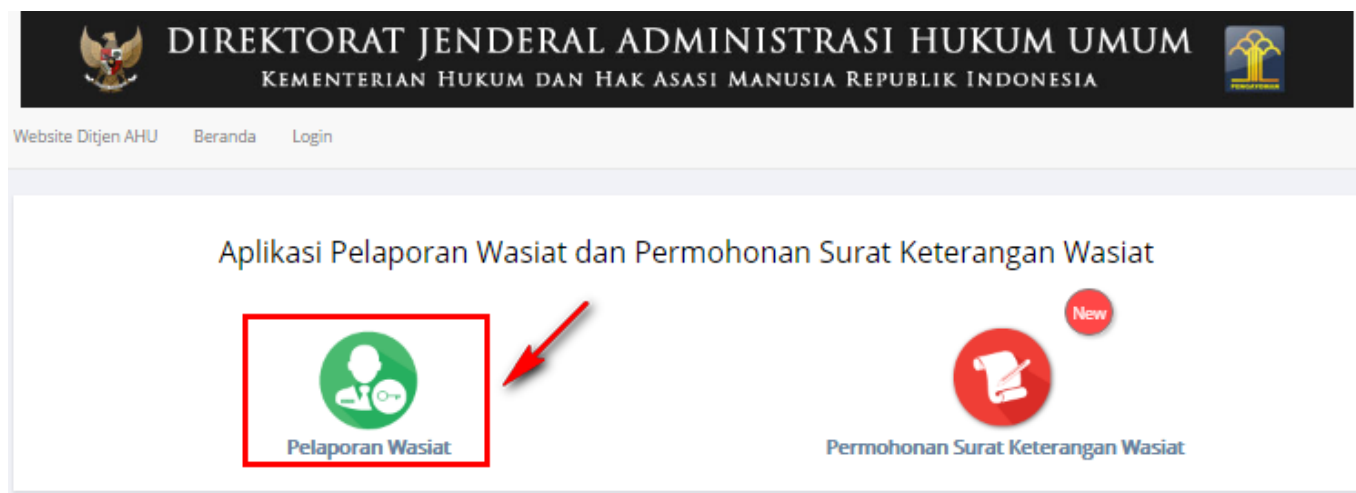 DIREKTORAT JENDERAL ADMINISTRASI HUKUM UMUM
KEMENTERIAN HUKUM DAN HAK ASASI MANUSIA REPUBLIK INDONESIA
PENGAYOMAN
Website Ditjen AHU Beranda Login
Aplikasi Pelaporan Wasiat dan Permohonan Surat Keterangan Wasiat
New
Pelaporan Wasiat Permohonan Surat Keterangan Wasiat